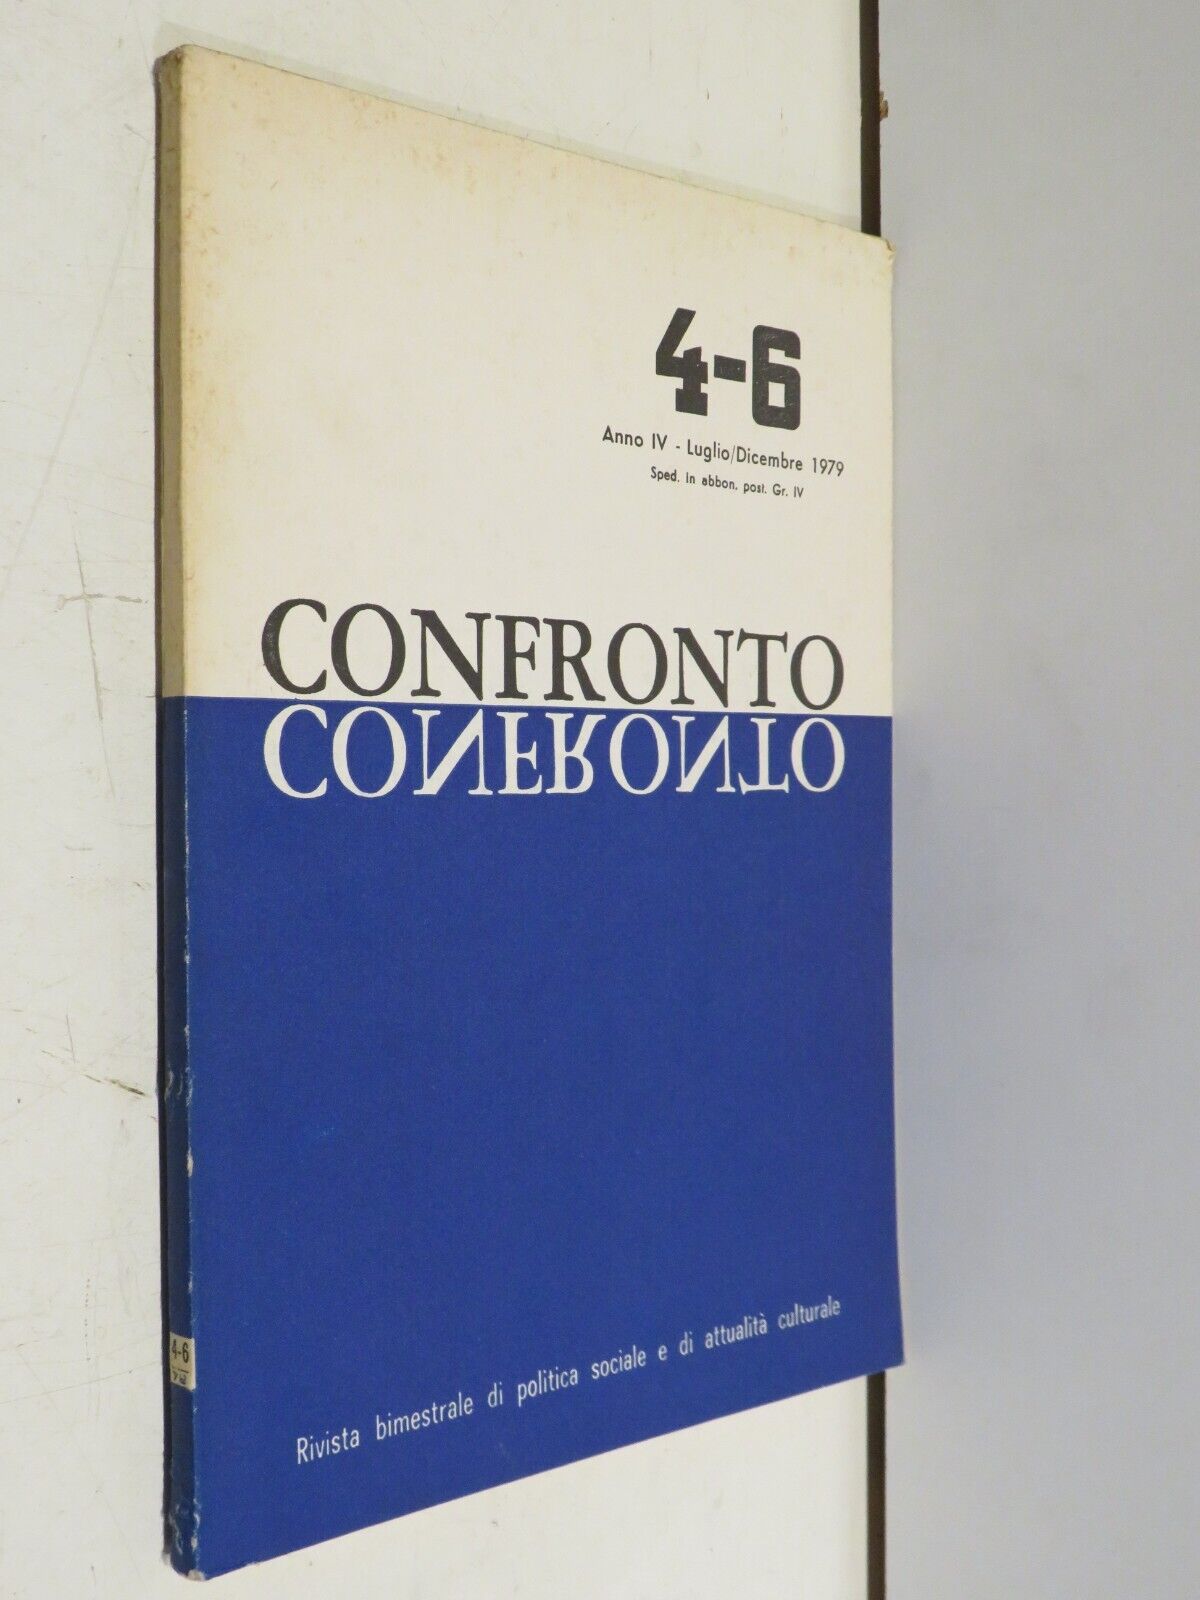 4-6
Anno IV - Luglio/Dicembre 1979
Sped. in abbon. post. Gr. IV
CONFRONTO
CONFRONTO
Rivista bimestrale di politica sociale e di attualità culturale
4-6
79